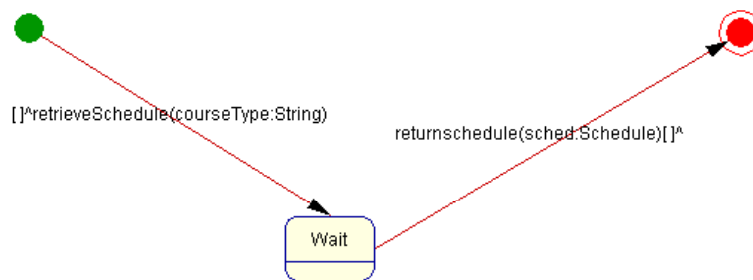 [ ]^retrieveSchedule(courseType:String)
returnschedule(sched:Schedule)[ ]^
Wait